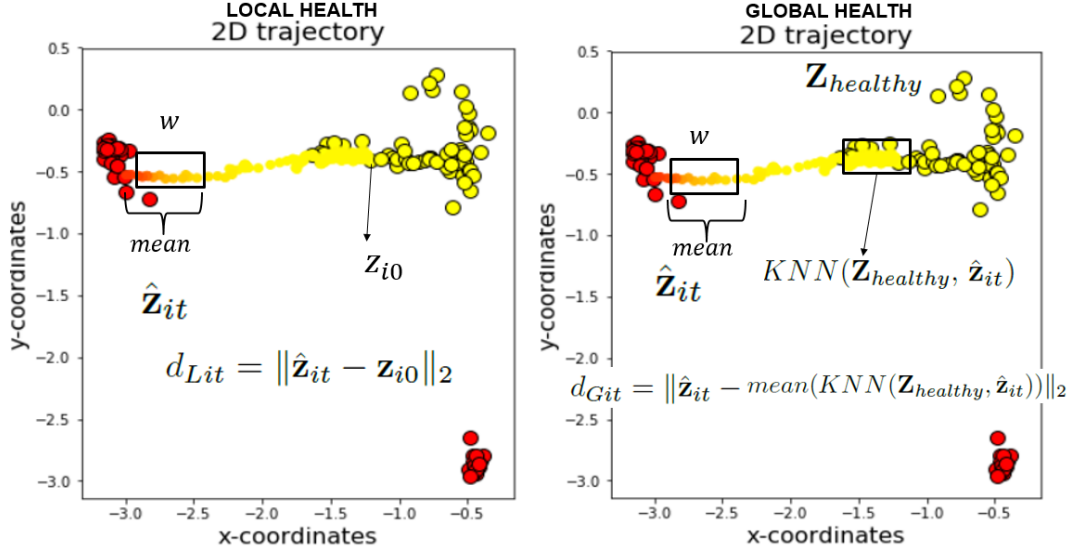 LOCAL HEALTH
2D trajectory
0.5
0.0
−0.5
−1.0
−1.5
−2.0
−2.5
−3.0
y-coordinates
w
mean
z_{i0}
ẑ_{it}
d_{Lit} = ‖ẑ_{it} − z_{i0}‖_2
−3.0 −2.5 −2.0 −1.5 −1.0 −0.5
x-coordinates
GLOBAL HEALTH
2D trajectory
0.5
0.0
−0.5
−1.0
−1.5
−2.0
−2.5
−3.0
y-coordinates
Z_{healthy}
w
mean
KNN(Z_{healthy}, ẑ_{it})
ẑ_{it}
d_{Git} = ‖ẑ_{it} − mean(KNN(Z_{healthy}, ẑ_{it}))‖_2
−3.0 −2.5 −2.0 −1.5 −1.0 −0.5
x-coordinates